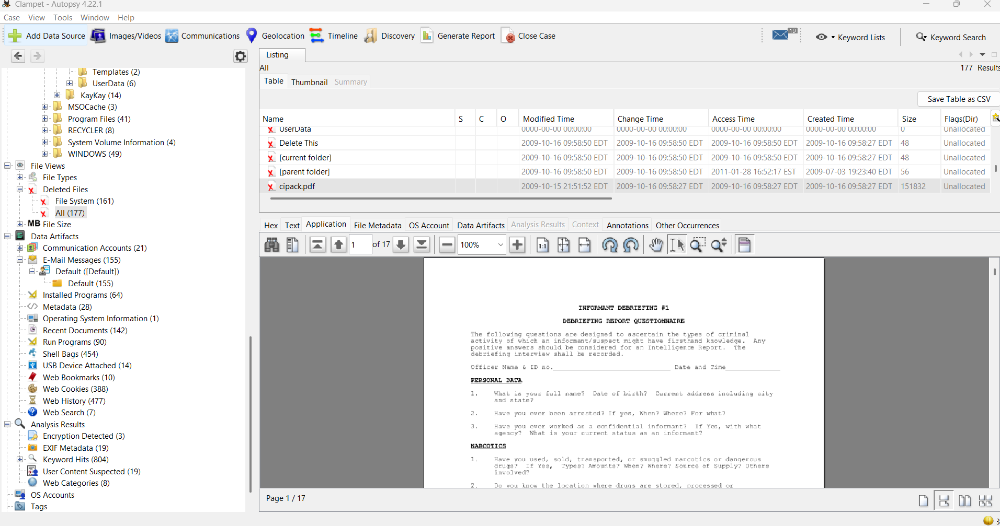 Clampet - Autopsy 4.22.1
Case View Tools Window Help
Add Data Source Images/Videos Communications Geolocation Timeline Discovery Generate Report Close Case 19 Keyword Lists Keyword Search
Templates (2)
UserData (6)
KayKay (14)
MSOCache (3)
Program Files (41)
RECYCLER (8)
System Volume Information (4)
WINDOWS (49)
File Views
File Types
Deleted Files
File System (161)
All (177)
MB File Size
Data Artifacts
Communication Accounts (21)
E-Mail Messages (155)
Default ([Default])
Default (155)
Installed Programs (64)
Metadata (28)
Operating System Information (1)
Recent Documents (142)
Run Programs (90)
Shell Bags (454)
USB Device Attached (14)
Web Bookmarks (10)
Web Cookies (388)
Web History (477)
Web Search (7)
Analysis Results
Encryption Detected (3)
EXIF Metadata (19)
Keyword Hits (804)
User Content Suspected (19)
Web Categories (8)
OS Accounts
Tags
Listing
All
177 Results
Table Thumbnail Summary
Save Table as CSV
Name S C O Modified Time Change Time Access Time Created Time Size Flags(Dir)
UserData 0000-00-00 00:00:00 0000-00-00 00:00:00 0000-00-00 00:00:00 0000-00-00 00:00:00 0 Unallocated
Delete This 2009-10-16 09:58:50 EDT 2009-10-16 09:58:50 EDT 2009-10-16 09:58:50 EDT 2009-10-16 09:58:27 EDT 48 Unallocated
[current folder] 2009-10-16 09:58:50 EDT 2009-10-16 09:58:50 EDT 2009-10-16 09:58:50 EDT 2009-10-16 09:58:27 EDT 48 Unallocated
[parent folder] 2009-10-16 09:58:50 EDT 2009-10-16 09:58:50 EDT 2011-01-28 16:52:17 EST 2009-07-03 19:23:40 EDT 56 Unallocated
cipack.pdf 2009-10-15 21:51:52 EDT 2009-10-16 09:58:27 EDT 2009-10-16 09:58:27 EDT 2009-10-16 09:58:27 EDT 151832 Unallocated
Hex Text Application File Metadata OS Account Data Artifacts Analysis Results Context Annotations Other Occurrences
1 of 17 100% 1:1
INFORMANT DEBRIEFING #1
DEBRIEFING REPORT QUESTIONNAIRE
The following questions are designed to ascertain the types of criminal
activity of which an informant/suspect might have firsthand knowledge. Any
positive answers should be considered for an Intelligence Report. The
debriefing interview shall be recorded.
Officer Name & ID no. Date and Time
PERSONAL DATA
1. What is your full name? Date of birth? Current address including city
and state?
2. Have you ever been arrested? If yes, When? Where? For what?
3. Have you ever worked as a confidential informant? If Yes, with what
agency? What is your current status as an informant?
NARCOTICS
1. Have you used, sold, transported, or smuggled narcotics or dangerous
drugs? If Yes, Types? Amounts? When? Where? Source of Supply? Others
involved?
2. Do you know the location where drugs are stored, processed or
Page 1 / 17
3